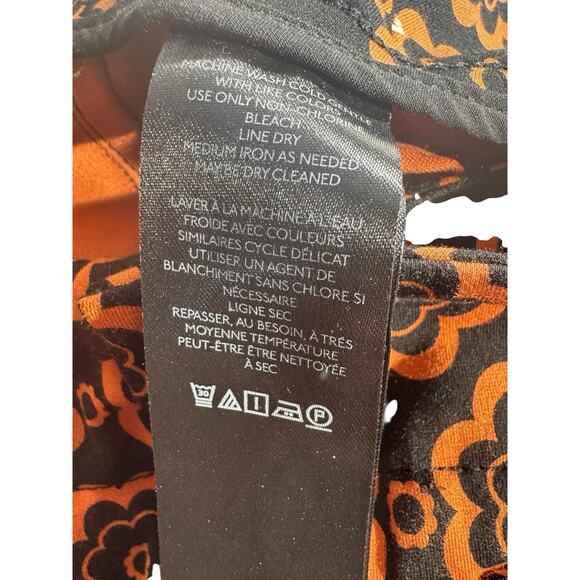 MACHINE WASH COLD GENTLE
WITH LIKE COLORS
USE ONLY NON-CHLORINE
BLEACH
LINE DRY
MEDIUM IRON AS NEEDED
MAY BE DRY CLEANED
LAVER À LA MACHINE À L'EAU
FROIDE AVEC COULEURS
SIMILAIRES CYCLE DÉLICAT
UTILISER UN AGENT DE
BLANCHIMENT SANS CHLORE SI
NÉCESSAIRE
LIGNE SEC
REPASSER, AU BESOIN, À TRÉS
MOYENNE TEMPÉRATURE
PEUT-ÊTRE ÊTRE NETTOYÉE
À SEC
30 P